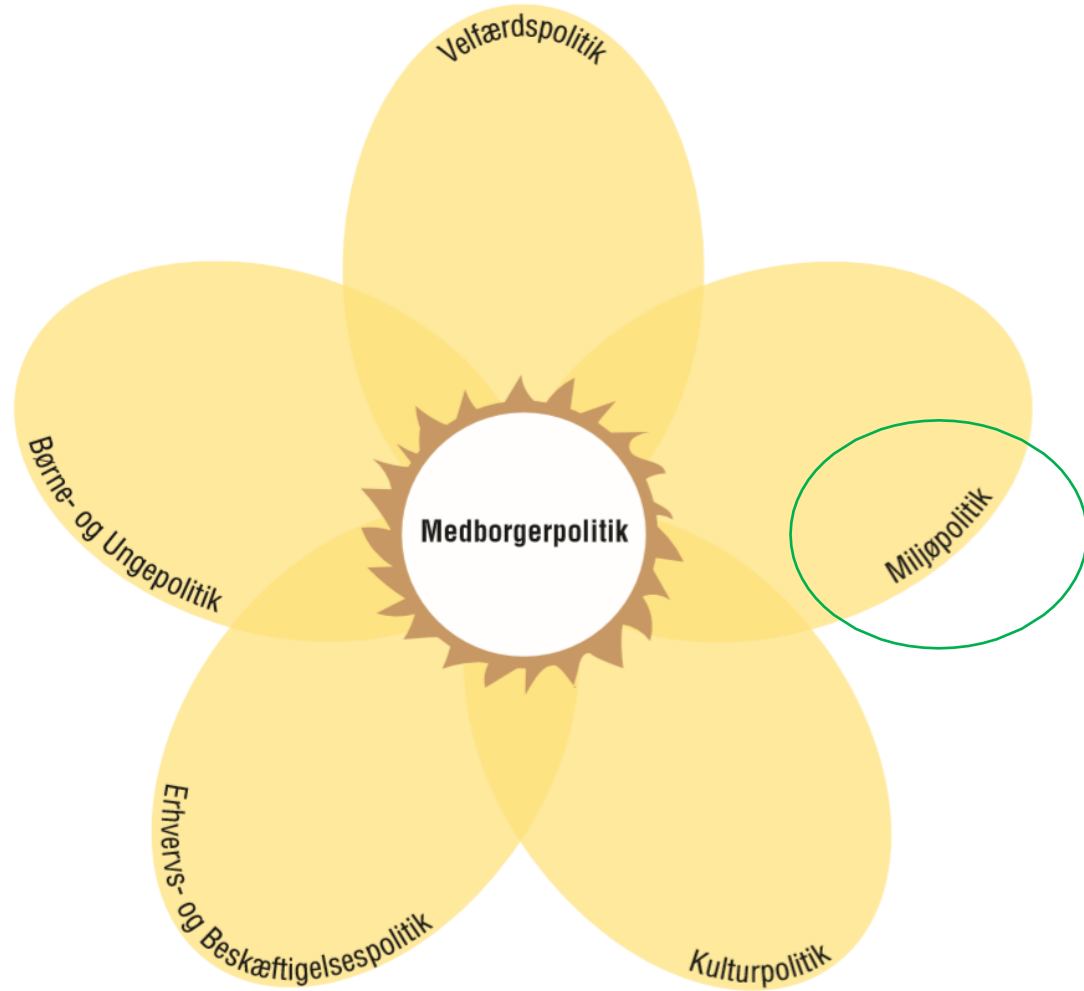 Velfærdspolitik
Børne- og Ungepolitik
Medborgerpolitik
Miljøpolitik
Erhvervs- og Beskæftigelsespolitik
Kulturpolitik